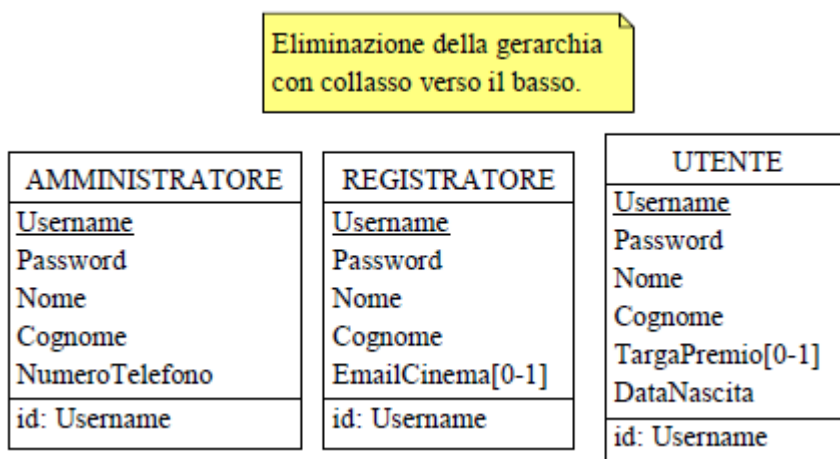 Eliminazione della gerarchia
con collasso verso il basso.
AMMINISTRATORE
Username
Password
Nome
Cognome
NumeroTelefono
id: Username
REGISTRATORE
Username
Password
Nome
Cognome
EmailCinema[0-1]
id: Username
UTENTE
Username
Password
Nome
Cognome
TargaPremio[0-1]
DataNascita
id: Username